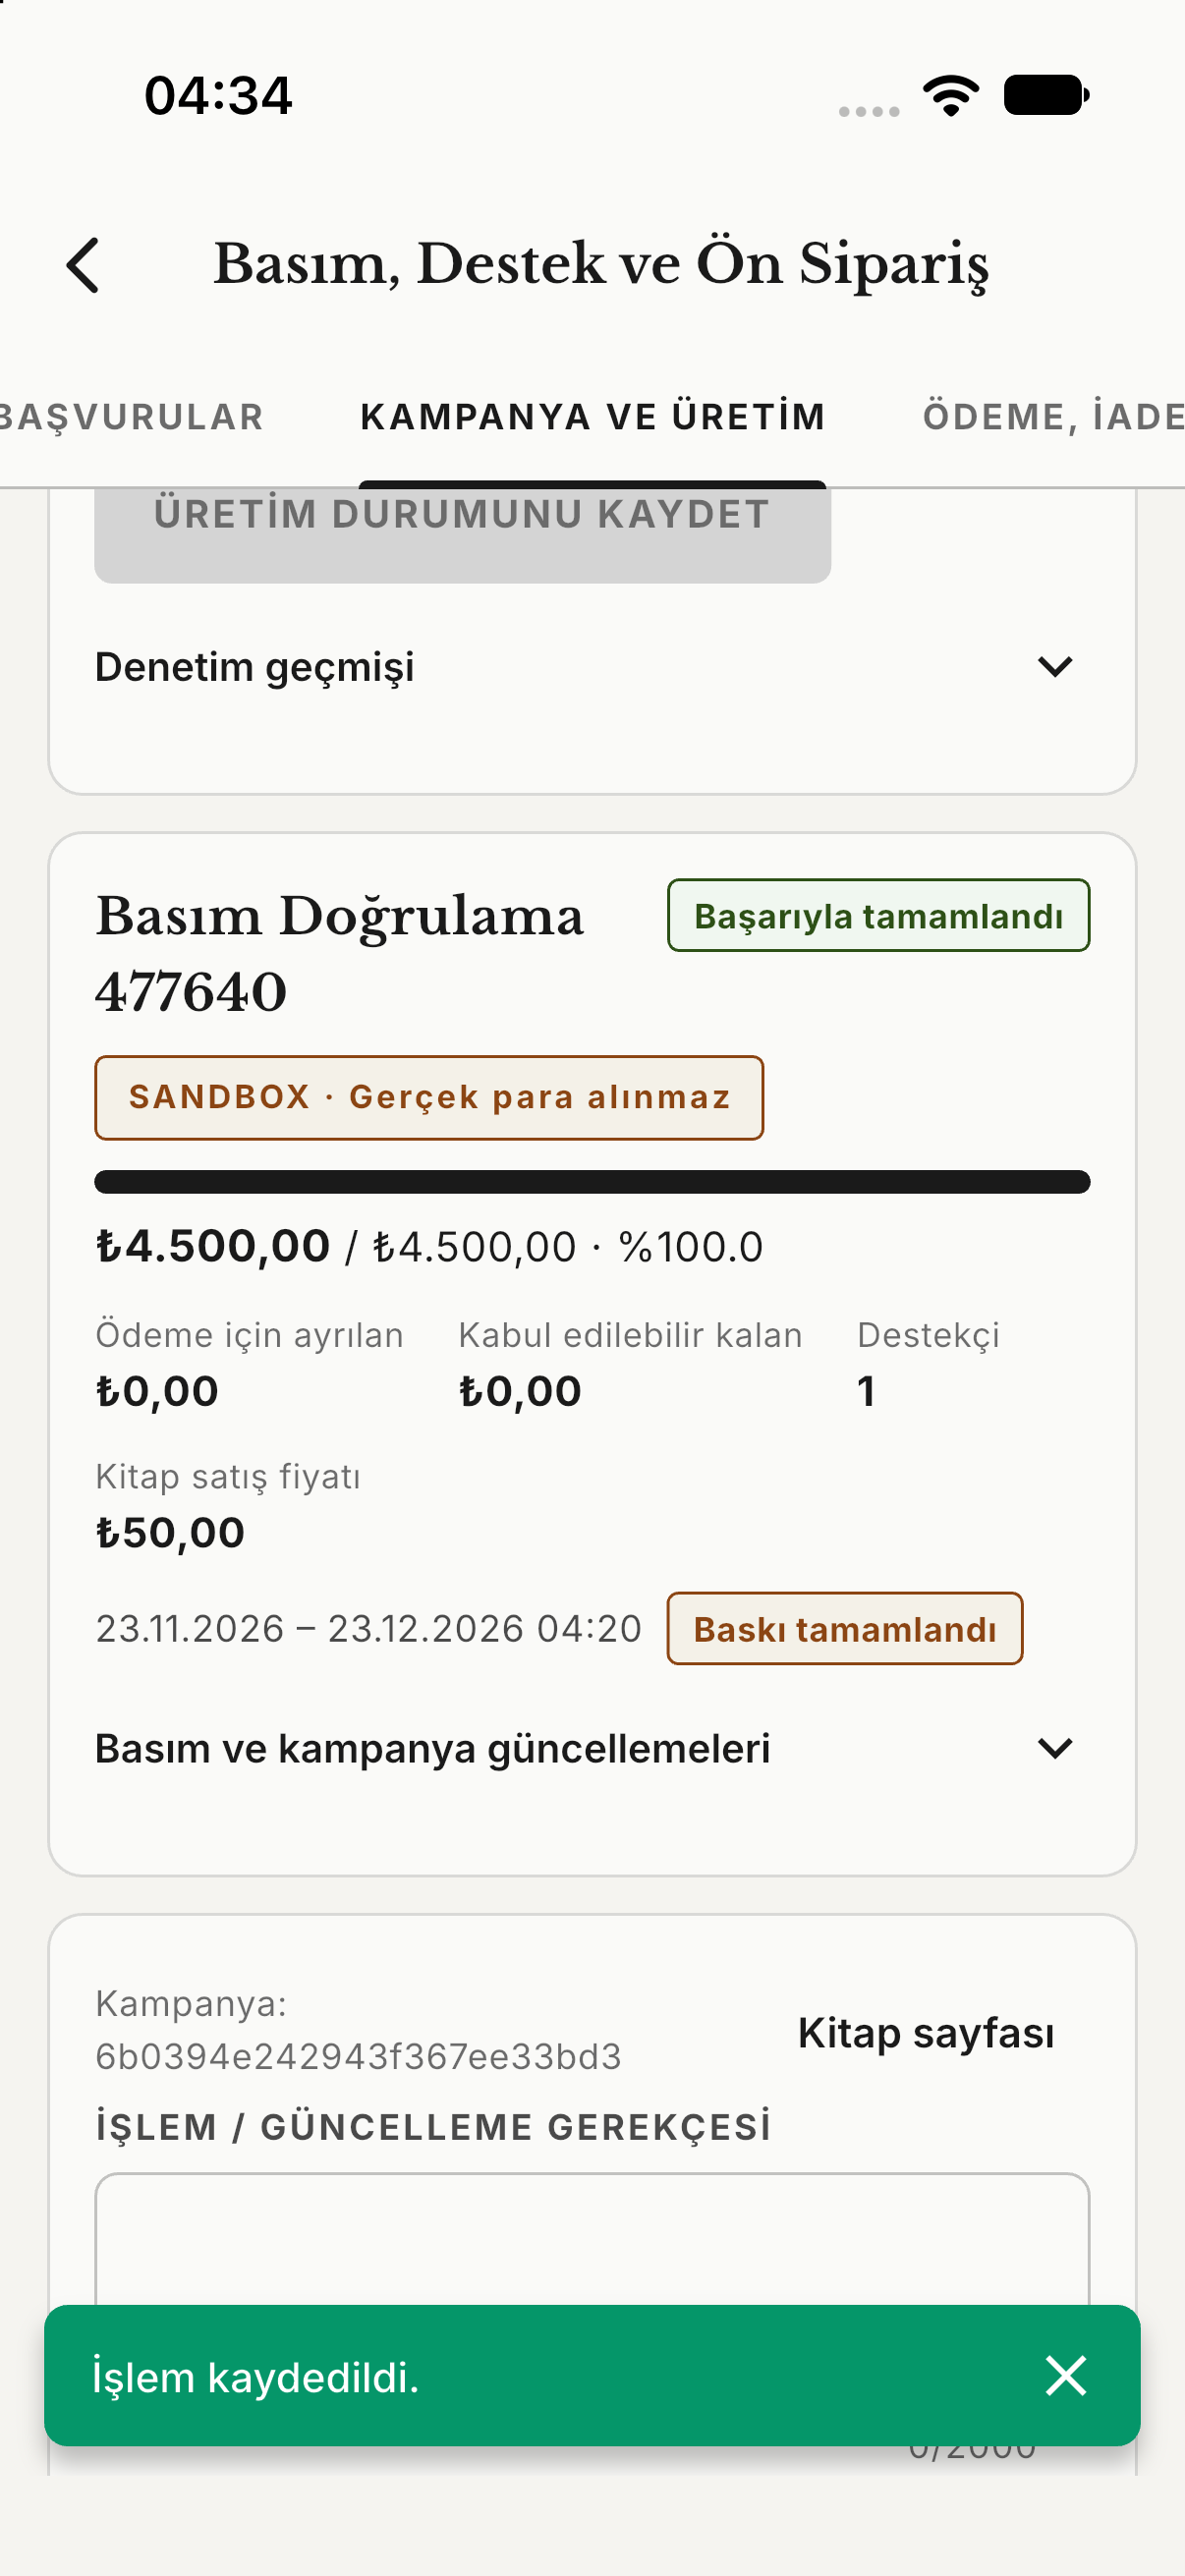 04:34
Basım, Destek ve Ön Sipariş
BAŞVURULAR
KAMPANYA VE ÜRETİM
ÖDEME, İADE
ÜRETİM DURUMUNU KAYDET
Denetim geçmişi
Basım Doğrulama
477640
Başarıyla tamamlandı
SANDBOX · Gerçek para alınmaz
₺4.500,00 / ₺4.500,00 · %100.0
Ödeme için ayrılan
₺0,00
Kabul edilebilir kalan
₺0,00
Destekçi
1
Kitap satış fiyatı
₺50,00
23.11.2026 – 23.12.2026 04:20
Baskı tamamlandı
Basım ve kampanya güncellemeleri
Kampanya:
6b0394e242943f367ee33bd3
Kitap sayfası
İŞLEM / GÜNCELLEME GEREKÇESİ
İşlem kaydedildi.
0/2000